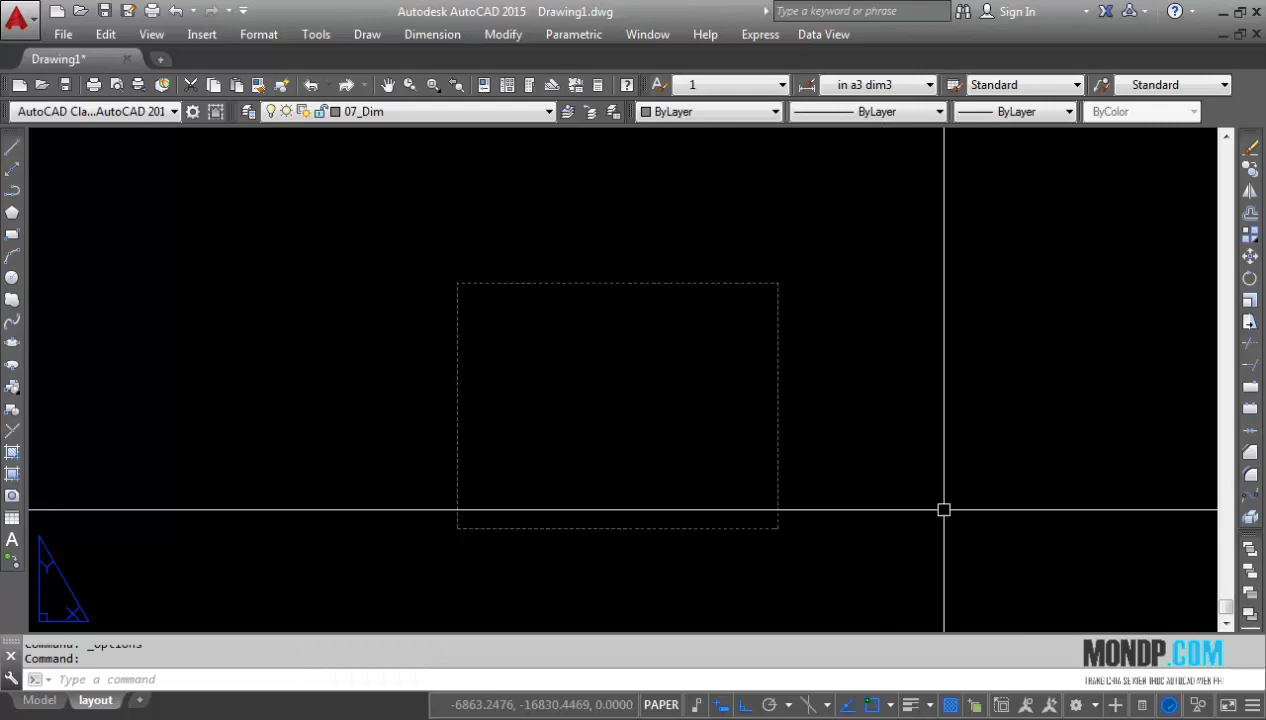 Autodesk AutoCAD 2015 Drawing1.dwg
Type a keyword or phrase
Sign In
File Edit View Insert Format Tools Draw Dimension Modify Parametric Window Help Express Data View
Drawing1*
1
in a3 dim3
Standard
Standard
AutoCAD Cla...AutoCAD 201
07_Dim
ByLayer
ByLayer
ByLayer
ByColor
Y
X
Command: _options
Command:
Type a command
MONDP.COM
Model layout
-6863.2476, -16830.4469, 0.0000 PAPER